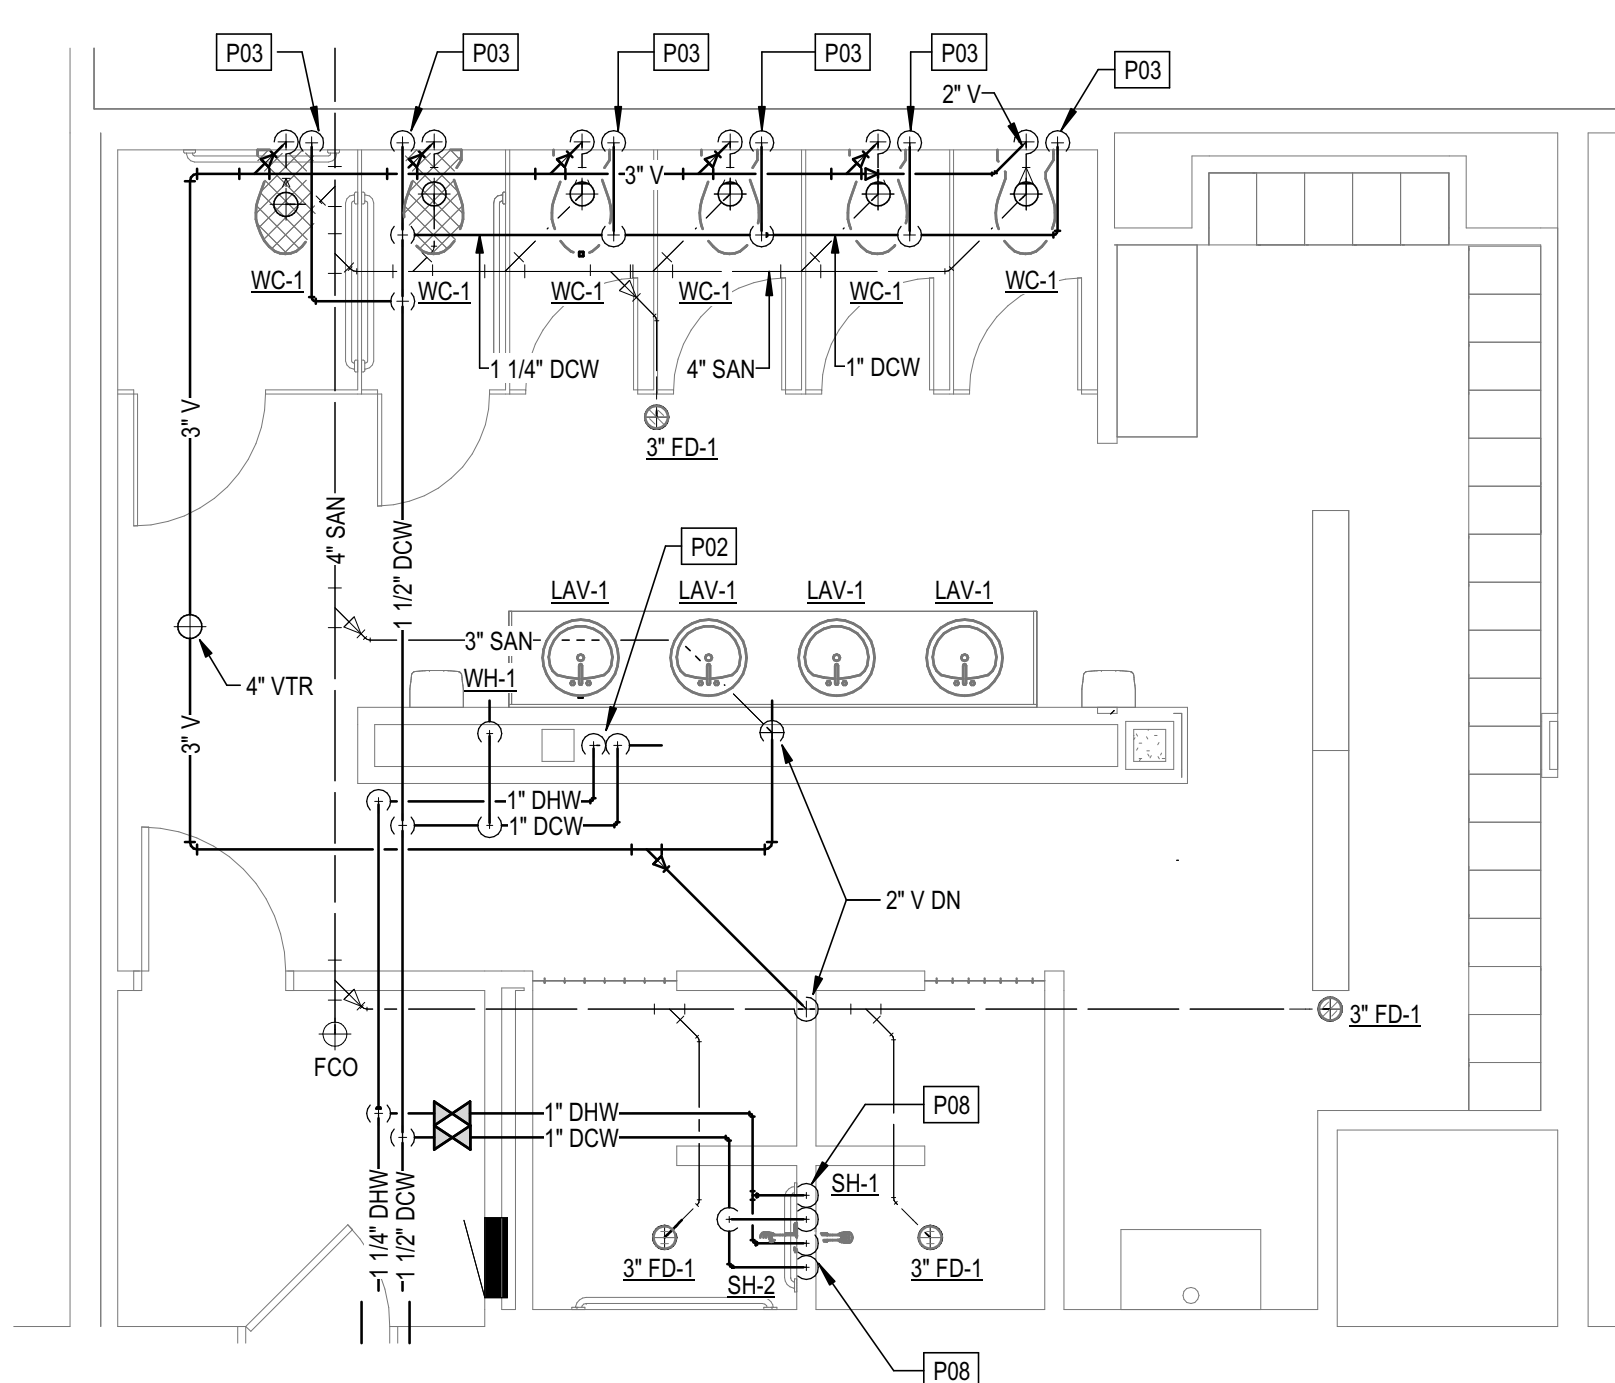 P03
P03
P03
P03
P03
P03
2" V
3" V
WC-1
WC-1
WC-1
WC-1
WC-1
WC-1
1 1/4" DCW
4" SAN
1" DCW
3" V
3" FD-1
4" SAN
1 1/2" DCW
P02
LAV-1
LAV-1
LAV-1
LAV-1
3" SAN
WH-1
4" VTR
3" V
1" DHW
1" DCW
2" V DN
3" FD-1
FCO
P08
1" DHW
1" DCW
SH-1
1 1/4" DHW
1 1/2" DCW
3" FD-1
SH-2
3" FD-1
P08